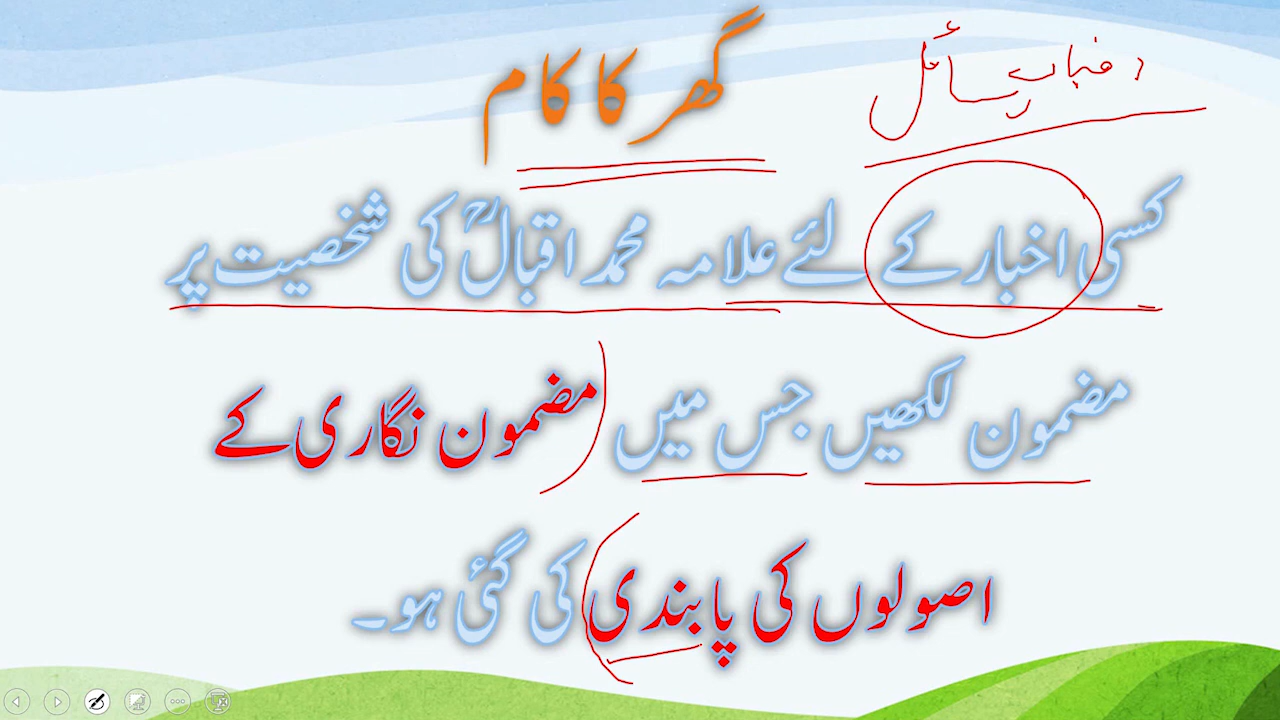 گھر کا کام
رسائل
کسی اخبار کے لئے علامہ محمد اقبالؒ کی شخصیت پر
مضمون لکھیں جس میں مضمون نگاری کے
اصولوں کی پابندی کی گئی ہو۔